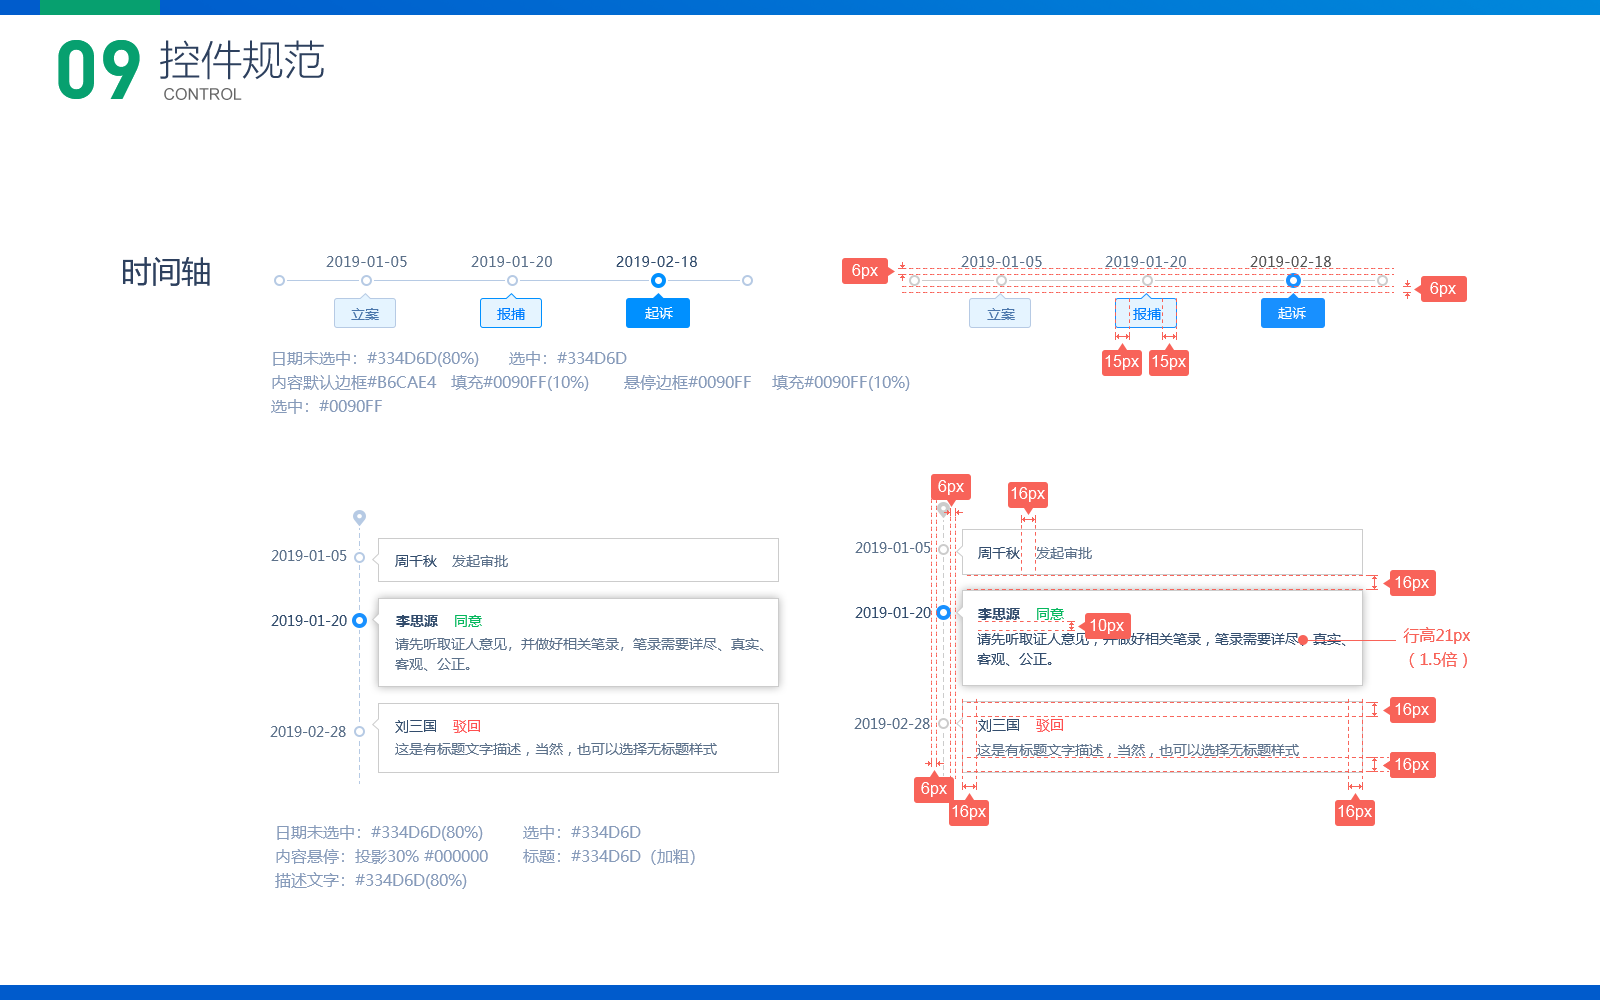 09 控件规范
CONTROL
时间轴
2019-01-05 2019-01-20 2019-02-18
立案 报捕 起诉
日期未选中：#334D6D(80%) 选中：#334D6D
内容默认边框#B6CAE4 填充#0090FF(10%) 悬停边框#0090FF 填充#0090FF(10%)
选中：#0090FF
6px 2019-01-05 2019-01-20 2019-02-18
6px
立案 报捕 起诉
15px 15px
2019-01-05 周千秋 发起审批
2019-01-20 李思源 同意
请先听取证人意见，并做好相关笔录，笔录需要详尽、真实、
客观、公正。
2019-02-28 刘三国 驳回
这是有标题文字描述，当然，也可以选择无标题样式
日期未选中：#334D6D(80%) 选中：#334D6D
内容悬停：投影30% #000000 标题：#334D6D（加粗）
描述文字：#334D6D(80%)
6px 16px
2019-01-05 周千秋 发起审批
16px
2019-01-20 李思源 同意
10px
请先听取证人意见，并做好相关笔录，笔录需要详尽、真实、
客观、公正。
行高21px
（1.5倍）
16px
2019-02-28 刘三国 驳回
这是有标题文字描述，当然，也可以选择无标题样式
16px
6px 16px 16px